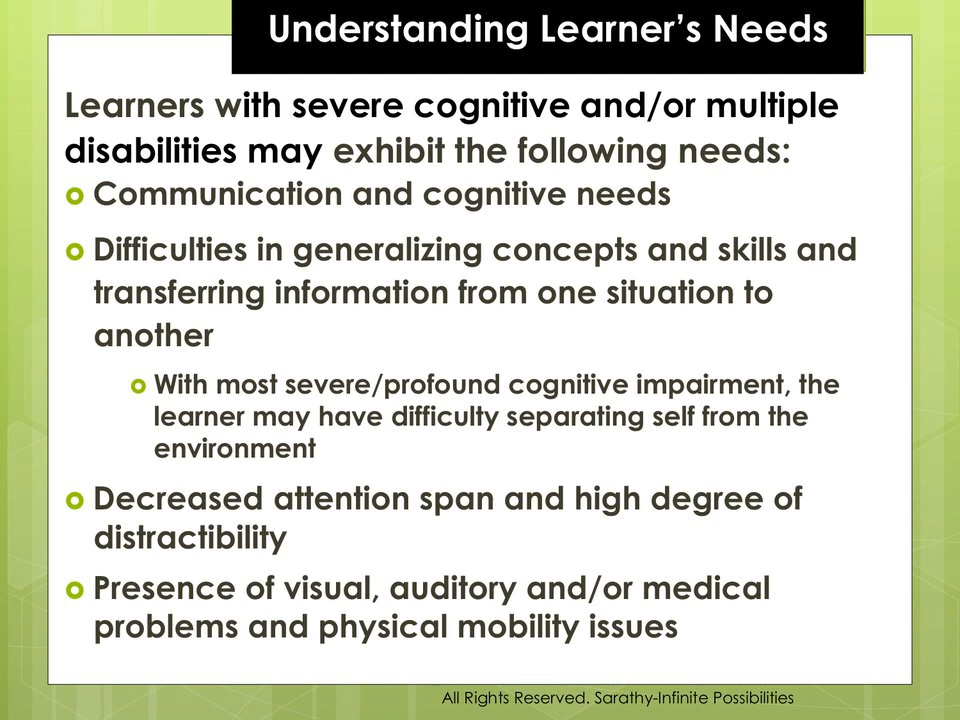 Understanding Learner’s Needs
Learners with severe cognitive and/or multiple
disabilities may exhibit the following needs:
Communication and cognitive needs
Difficulties in generalizing concepts and skills and
transferring information from one situation to
another
With most severe/profound cognitive impairment, the
learner may have difficulty separating self from the
environment
Decreased attention span and high degree of
distractibility
Presence of visual, auditory and/or medical
problems and physical mobility issues
All Rights Reserved. Sarathy-Infinite Possibilities